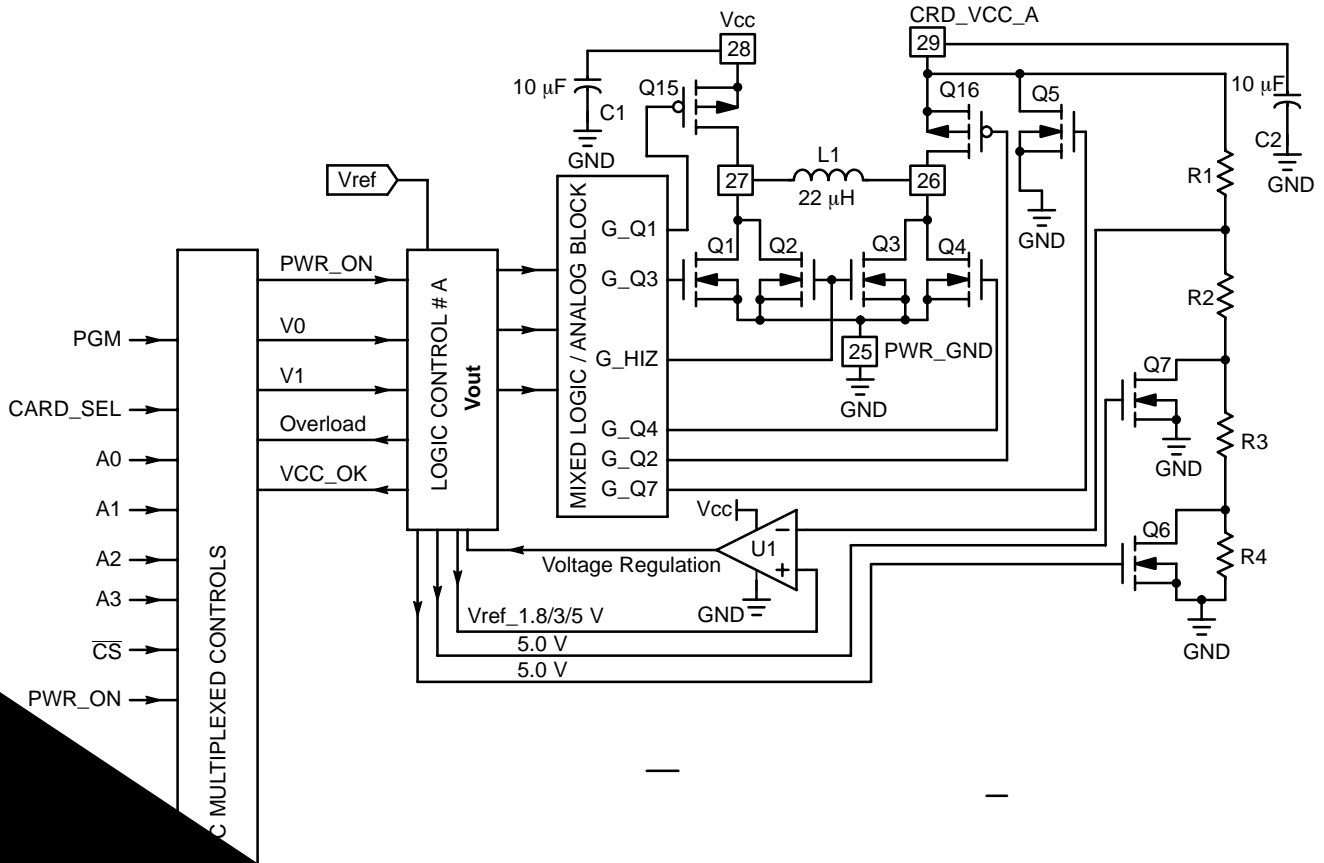 Vcc
CRD_VCC_A
28
29
10 μF
C1
GND
Q15
Q16
Q5
10 μF
C2
GND
L1
22 μH
27
26
R1
GND
Vref
G_Q1
Q1
Q2
Q3
Q4
PWR_ON
G_Q3
R2
V0
PGM
25
PWR_GND
G_HIZ
GND
V1
Q7
CARD_SEL
Overload
G_Q4
R3
A0
VCC_OK
G_Q2
GND
G_Q7
LOGIC CONTROL # A
Vout
MIXED LOGIC / ANALOG BLOCK
A1
Vcc
U1
Q6
R4
A2
Voltage Regulation
A3
GND
Vref_1.8/3/5 V
GND
CS
5.0 V
5.0 V
PWR_ON
C MULTIPLEXED CONTROLS